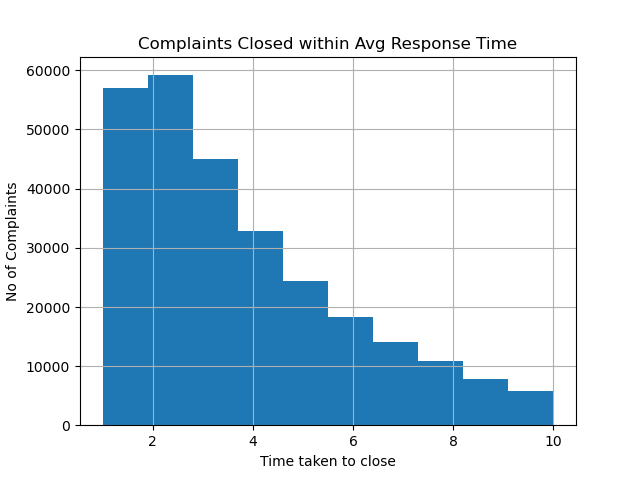 Complaints Closed within Avg Response Time
60000
50000
40000
30000
20000
10000
0
No of Complaints
2 4 6 8 10
Time taken to close